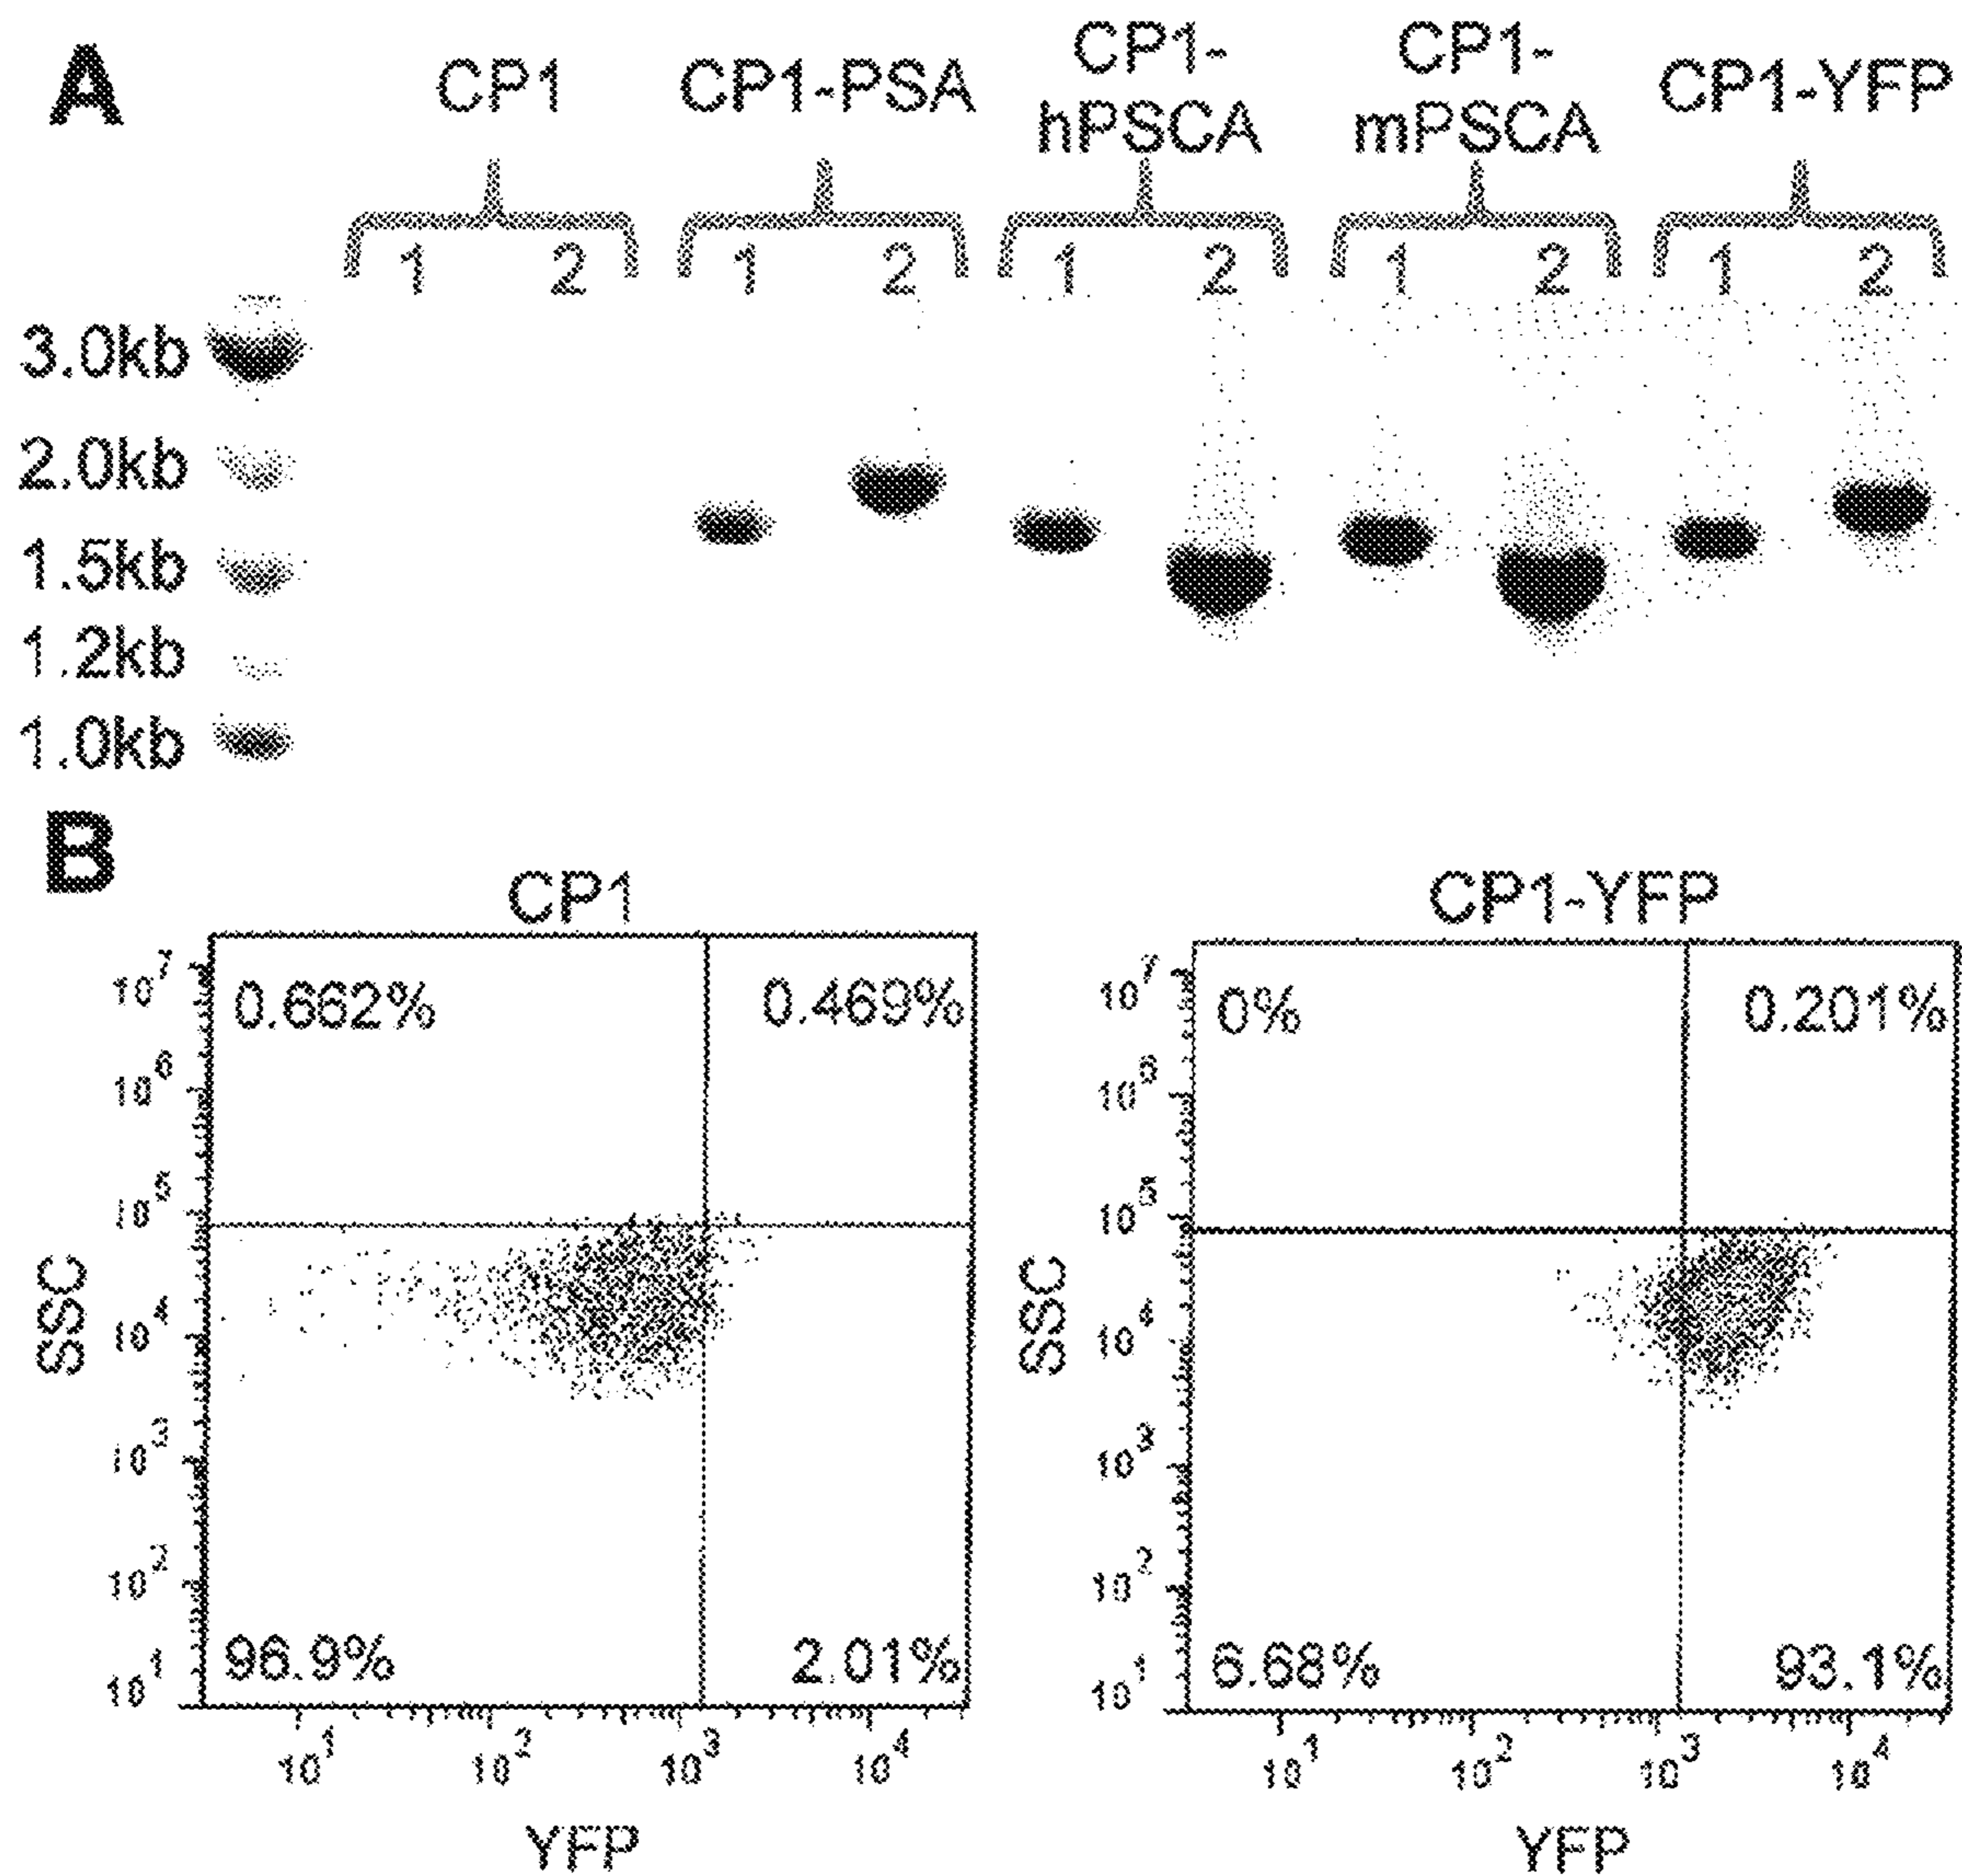 A
CP1
CP1-PSA
CP1-
hPSCA
CP1-
mPSCA
CP1-YFP
1 2 1 2 1 2 1 2 1 2
3.0kb
2.0kb
1.5kb
1.2kb
1.0kb
B
CP1
0.662%
0.469%
96.9%
2.01%
10^7
10^6
10^5
10^4
10^3
10^2
10^1
SSC
10^1 10^2 10^3 10^4
YFP
CP1-YFP
0%
0.201%
6.68%
93.1%
10^7
10^6
10^5
10^4
10^3
10^2
10^1
SSC
10^1 10^2 10^3 10^4
YFP